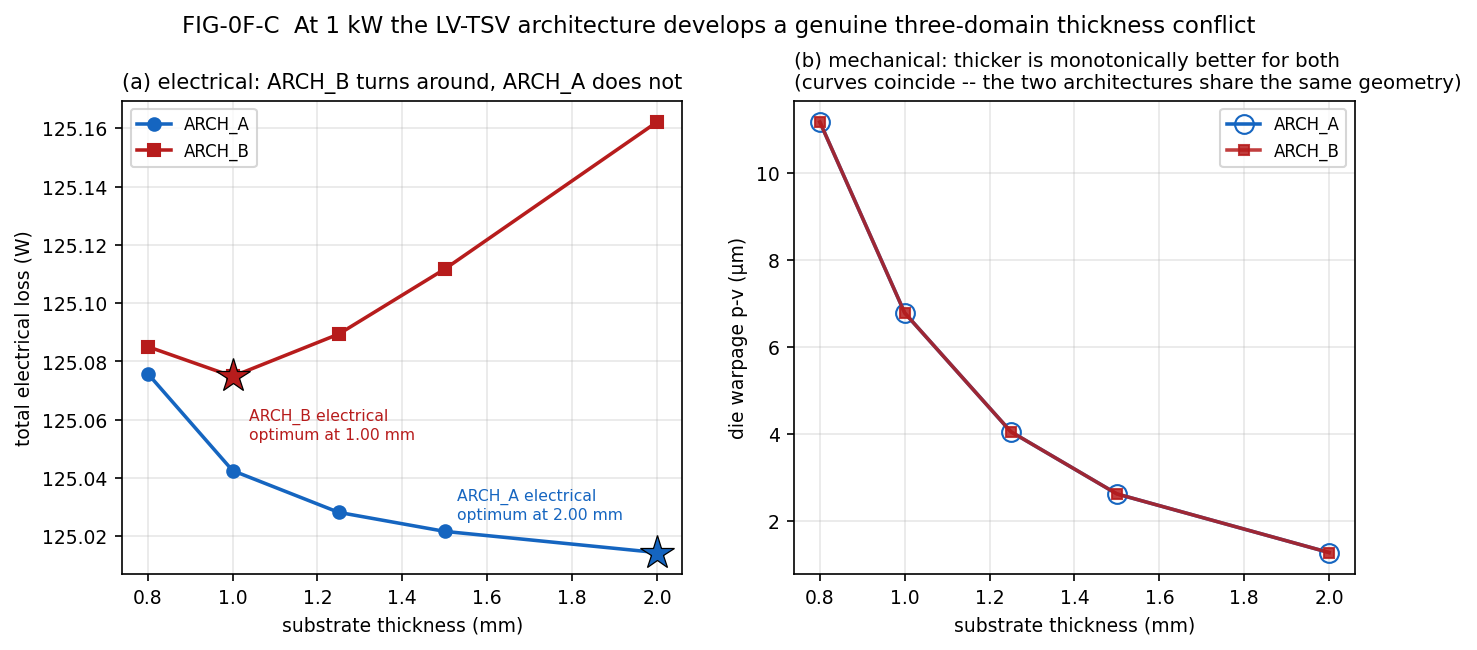 FIG-0F-C  At 1 kW the LV-TSV architecture develops a genuine three-domain thickness conflict
(a) electrical: ARCH_B turns around, ARCH_A does not
ARCH_A
ARCH_B
125.16
125.14
125.12
125.10
125.08
125.06
125.04
125.02
total electrical loss (W)
ARCH_B electrical
optimum at 1.00 mm
ARCH_A electrical
optimum at 2.00 mm
0.8
1.0
1.2
1.4
1.6
1.8
2.0
substrate thickness (mm)
(b) mechanical: thicker is monotonically better for both
(curves coincide -- the two architectures share the same geometry)
ARCH_A
ARCH_B
10
8
6
4
2
die warpage p-v (µm)
0.8
1.0
1.2
1.4
1.6
1.8
2.0
substrate thickness (mm)